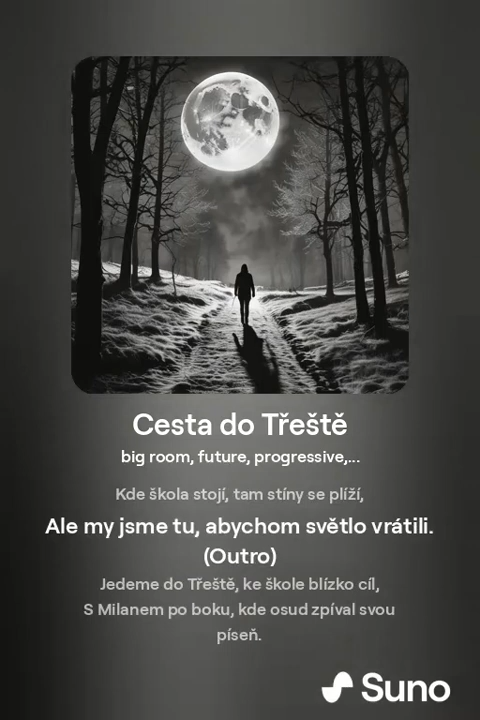 Cesta do Třeště
big room, future, progressive,...
Kde škola stojí, tam stíny se plíží,
Ale my jsme tu, abychom světlo vrátili.
(Outro)
Jedeme do Třeště, ke škole blízko cíl,
S Milanem po boku, kde osud zpíval svou
píseň.
Suno